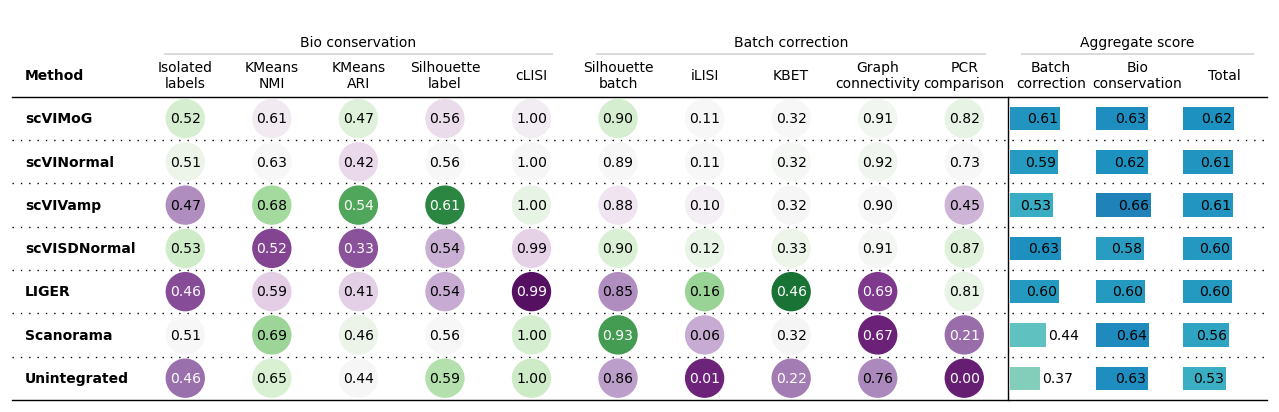 Bio conservation Batch correction Aggregate score
Method Isolated labels KMeans NMI KMeans ARI Silhouette label cLISI Silhouette batch iLISI KBET Graph connectivity PCR comparison Batch correction Bio conservation Total
scVIMoG 0.52 0.61 0.47 0.56 1.00 0.90 0.11 0.32 0.91 0.82 0.61 0.63 0.62
scVINormal 0.51 0.63 0.42 0.56 1.00 0.89 0.11 0.32 0.92 0.73 0.59 0.62 0.61
scVIVamp 0.47 0.68 0.54 0.61 1.00 0.88 0.10 0.32 0.90 0.45 0.53 0.66 0.61
scVISDNormal 0.53 0.52 0.33 0.54 0.99 0.90 0.12 0.33 0.91 0.87 0.63 0.58 0.60
LIGER 0.46 0.59 0.41 0.54 0.99 0.85 0.16 0.46 0.69 0.81 0.60 0.60 0.60
Scanorama 0.51 0.69 0.46 0.56 1.00 0.93 0.06 0.32 0.67 0.21 0.44 0.64 0.56
Unintegrated 0.46 0.65 0.44 0.59 1.00 0.86 0.01 0.22 0.76 0.00 0.37 0.63 0.53